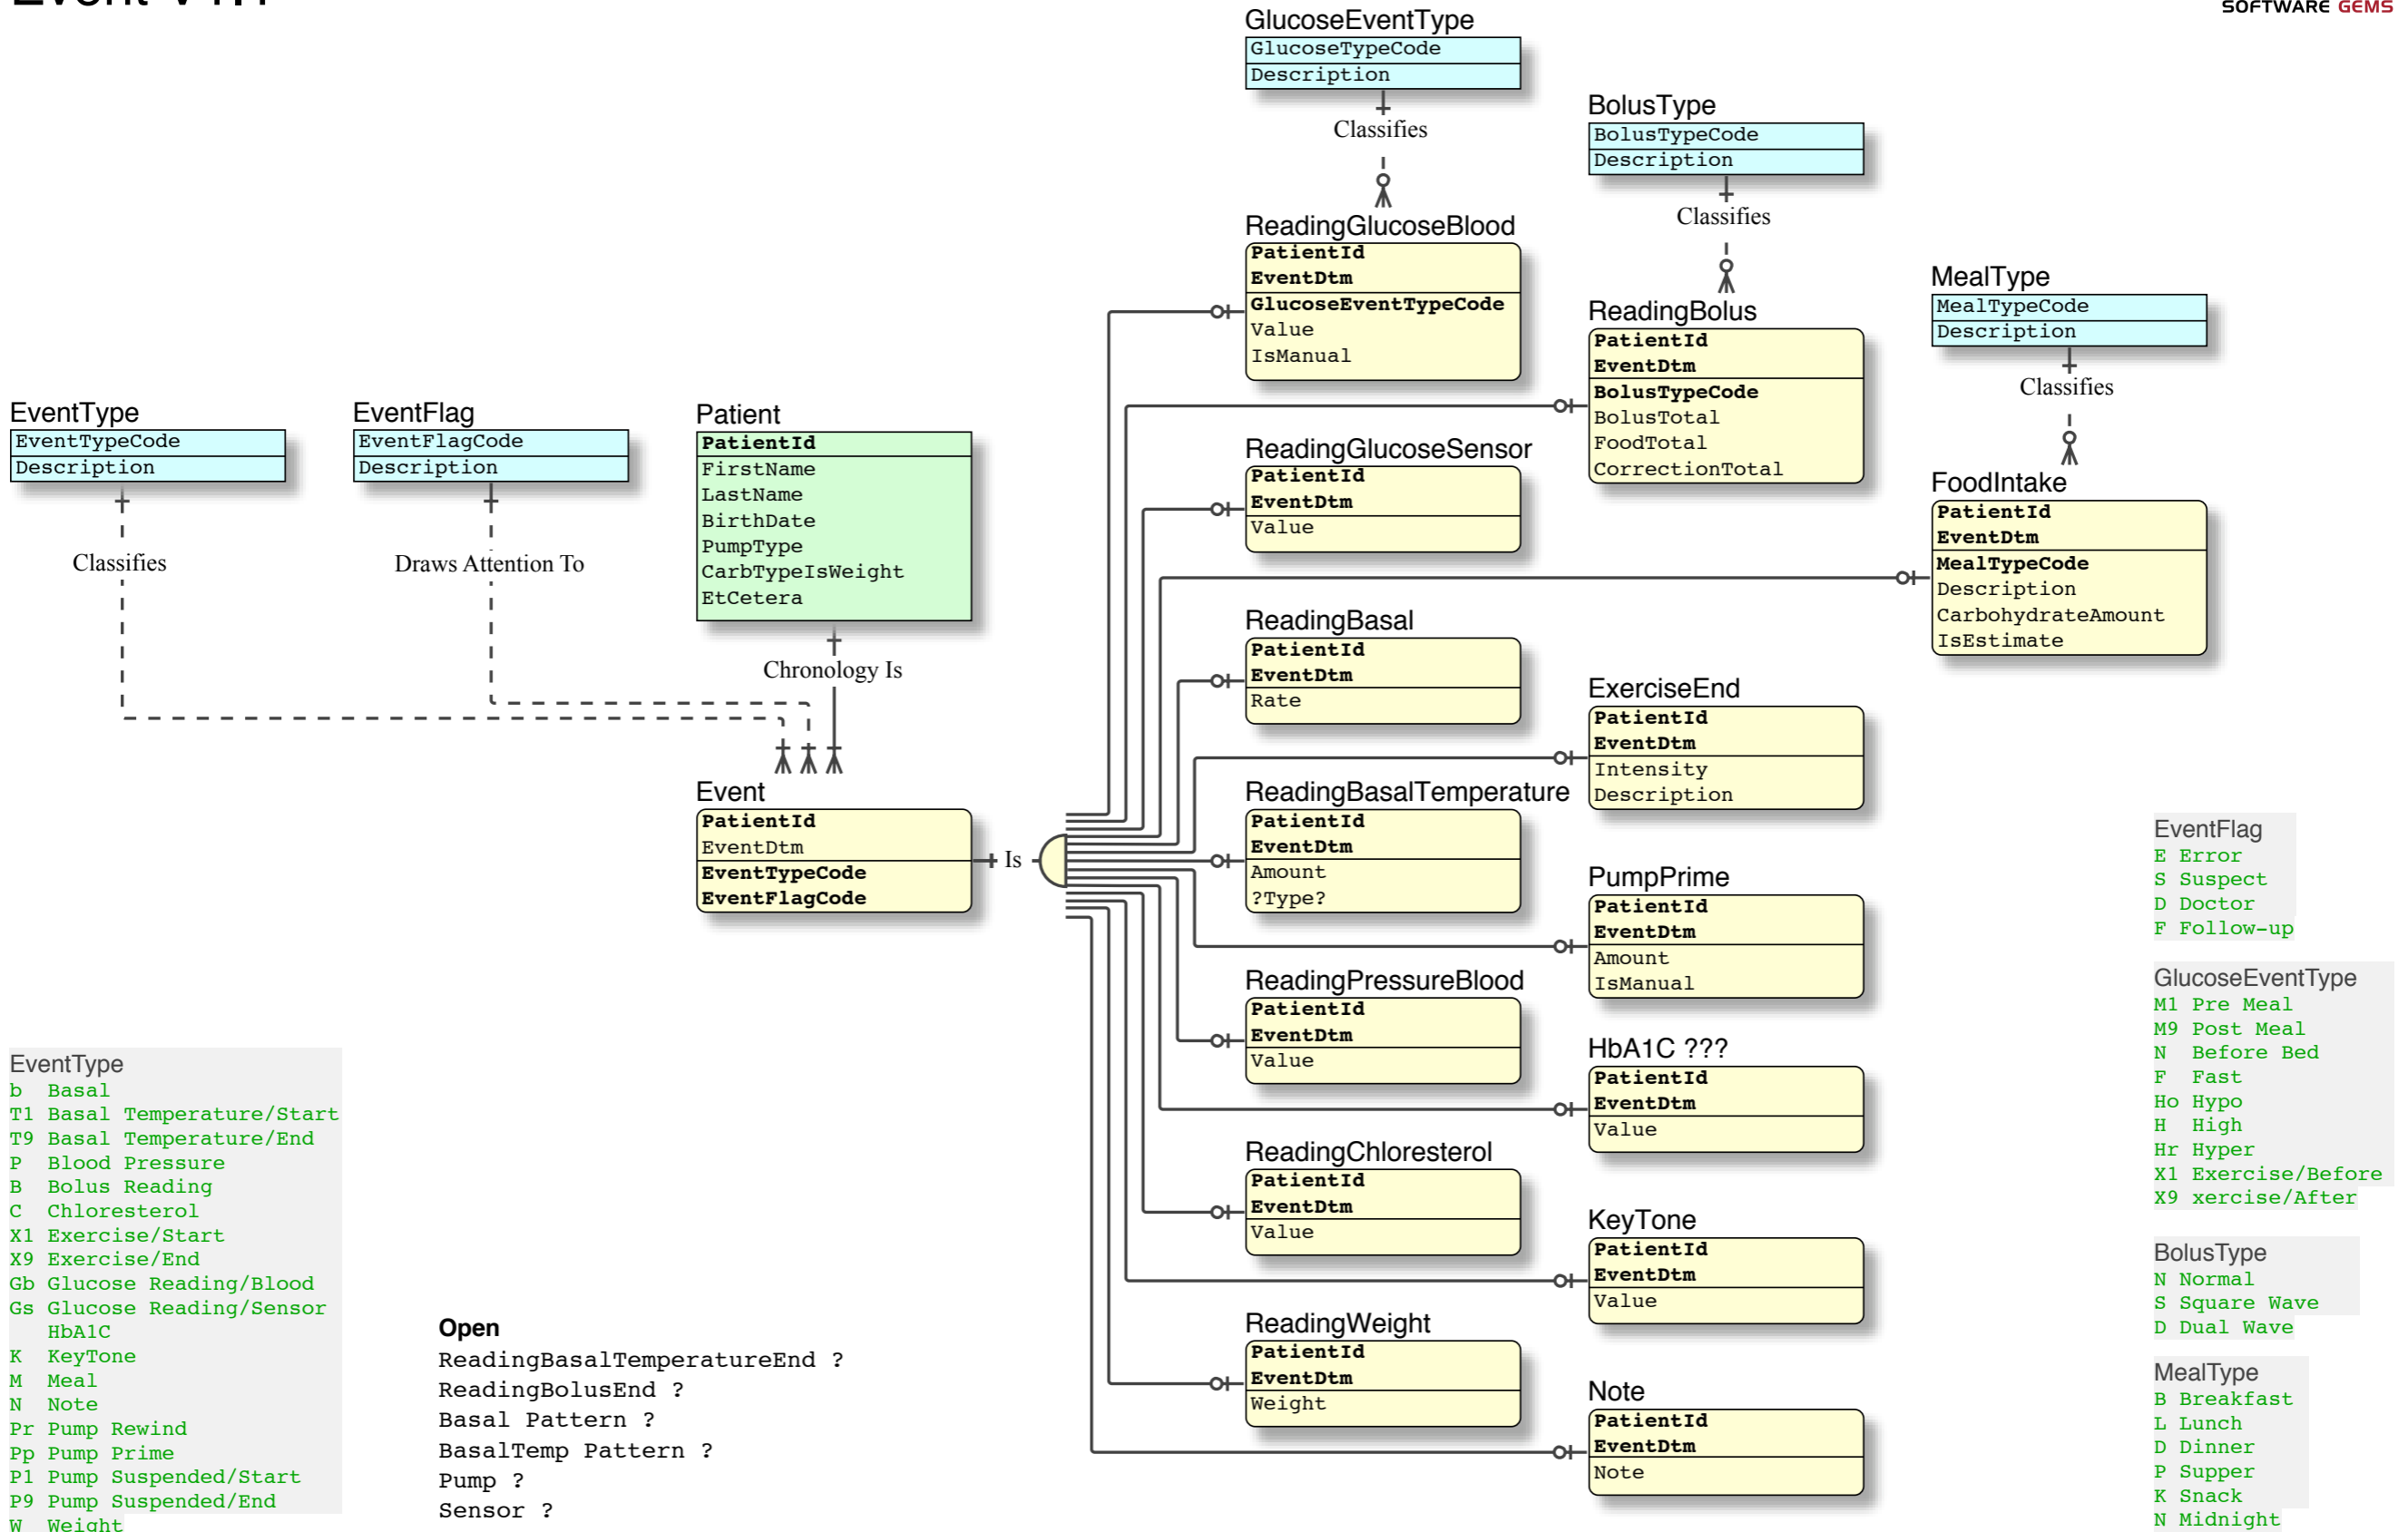 GlucoseEventType
GlucoseTypeCode
Description
Classifies
SOFTWARE GEMS
BolusType
BolusTypeCode
Description
Classifies
ReadingGlucoseBlood
PatientId
EventDtm
GlucoseEventTypeCode
Value
IsManual
MealType
MealTypeCode
Description
Classifies
ReadingBolus
PatientId
EventDtm
BolusTypeCode
BolusTotal
FoodTotal
CorrectionTotal
EventType
EventTypeCode
Description
Classifies
EventFlag
EventFlagCode
Description
Draws Attention To
Patient
PatientId
FirstName
LastName
BirthDate
PumpType
CarbTypeIsWeight
EtCetera
Chronology Is
ReadingGlucoseSensor
PatientId
EventDtm
Value
FoodIntake
PatientId
EventDtm
MealTypeCode
Description
CarbohydrateAmount
IsEstimate
ReadingBasal
PatientId
EventDtm
Rate
ExerciseEnd
PatientId
EventDtm
Intensity
Description
Event
PatientId
EventDtm
EventTypeCode
EventFlagCode
Is
ReadingBasalTemperature
PatientId
EventDtm
Amount
?Type?
PumpPrime
PatientId
EventDtm
Amount
IsManual
ReadingPressureBlood
PatientId
EventDtm
Value
HbA1C ???
PatientId
EventDtm
Value
ReadingChloresterol
PatientId
EventDtm
Value
KeyTone
PatientId
EventDtm
Value
ReadingWeight
PatientId
EventDtm
Weight
Note
PatientId
EventDtm
Note
EventType
b Basal
T1 Basal Temperature/Start
T9 Basal Temperature/End
P Blood Pressure
B Bolus Reading
C Chloresterol
X1 Exercise/Start
X9 Exercise/End
Gb Glucose Reading/Blood
Gs Glucose Reading/Sensor
HbA1C
K KeyTone
M Meal
N Note
Pr Pump Rewind
Pp Pump Prime
P1 Pump Suspended/Start
P9 Pump Suspended/End
W Weight
Open
ReadingBasalTemperatureEnd ?
ReadingBolusEnd ?
Basal Pattern ?
BasalTemp Pattern ?
Pump ?
Sensor ?
EventFlag
E Error
S Suspect
D Doctor
F Follow-up
GlucoseEventType
M1 Pre Meal
M9 Post Meal
N Before Bed
F Fast
Ho Hypo
H High
Hr Hyper
X1 Exercise/Before
X9 xercise/After
BolusType
N Normal
S Square Wave
D Dual Wave
MealType
B Breakfast
L Lunch
D Dinner
P Supper
K Snack
N Midnight